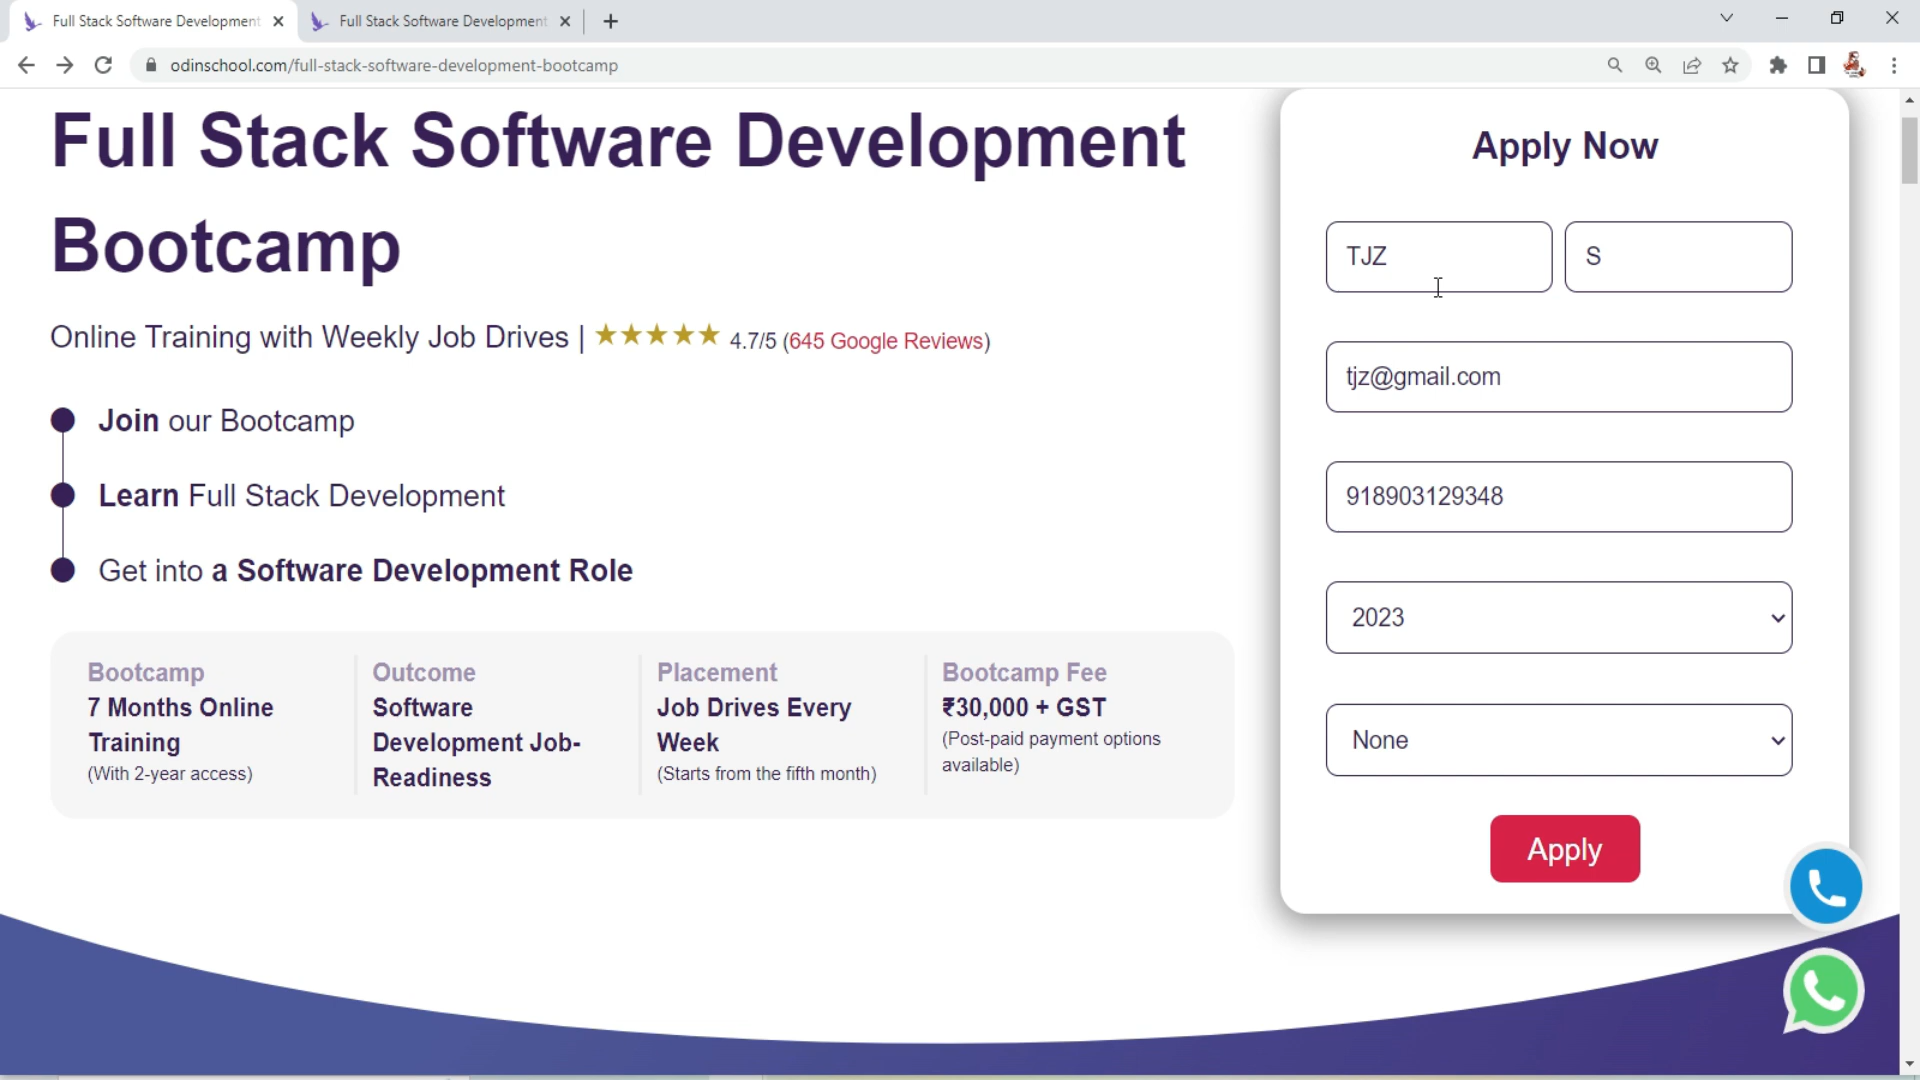 Full Stack Software Development
Full Stack Software Development
odinschool.com/full-stack-software-development-bootcamp
Full Stack Software Development
Bootcamp
Online Training with Weekly Job Drives | ★★★★★ 4.7/5 (645 Google Reviews)
Join our Bootcamp
Learn Full Stack Development
Get into a Software Development Role
Bootcamp
7 Months Online
Training
(With 2-year access)
Outcome
Software
Development Job-
Readiness
Placement
Job Drives Every
Week
(Starts from the fifth month)
Bootcamp Fee
₹30,000 + GST
(Post-paid payment options
available)
Apply Now
TJZ
S
tjz@gmail.com
918903129348
2023
None
Apply